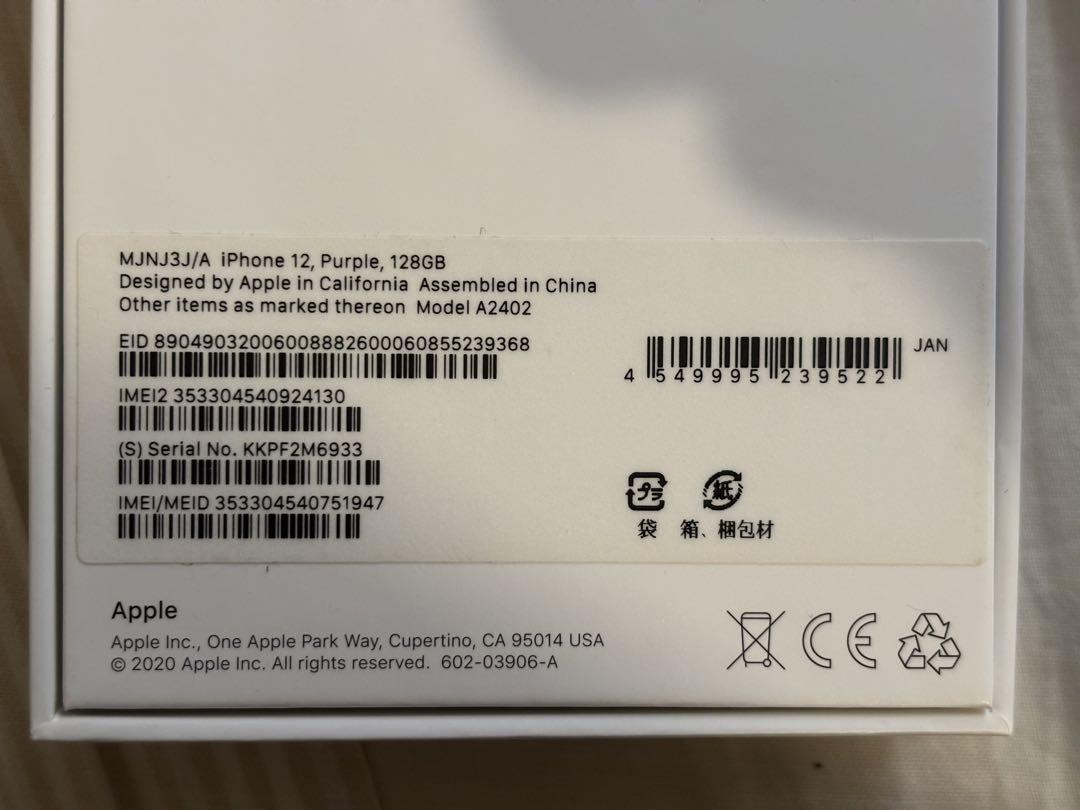 MJNJ3J/A iPhone 12, Purple, 128GB
Designed by Apple in California Assembled in China
Other items as marked thereon Model A2402
EID 89049032006008882600060855239368
IMEI2 353304540924130
(S) Serial No. KKPF2M6933
IMEI/MEID 353304540751947
JAN
4 549995 239522
プラ 紙
袋 箱、梱包材
Apple
Apple Inc., One Apple Park Way, Cupertino, CA 95014 USA
© 2020 Apple Inc. All rights reserved. 602-03906-A
CE